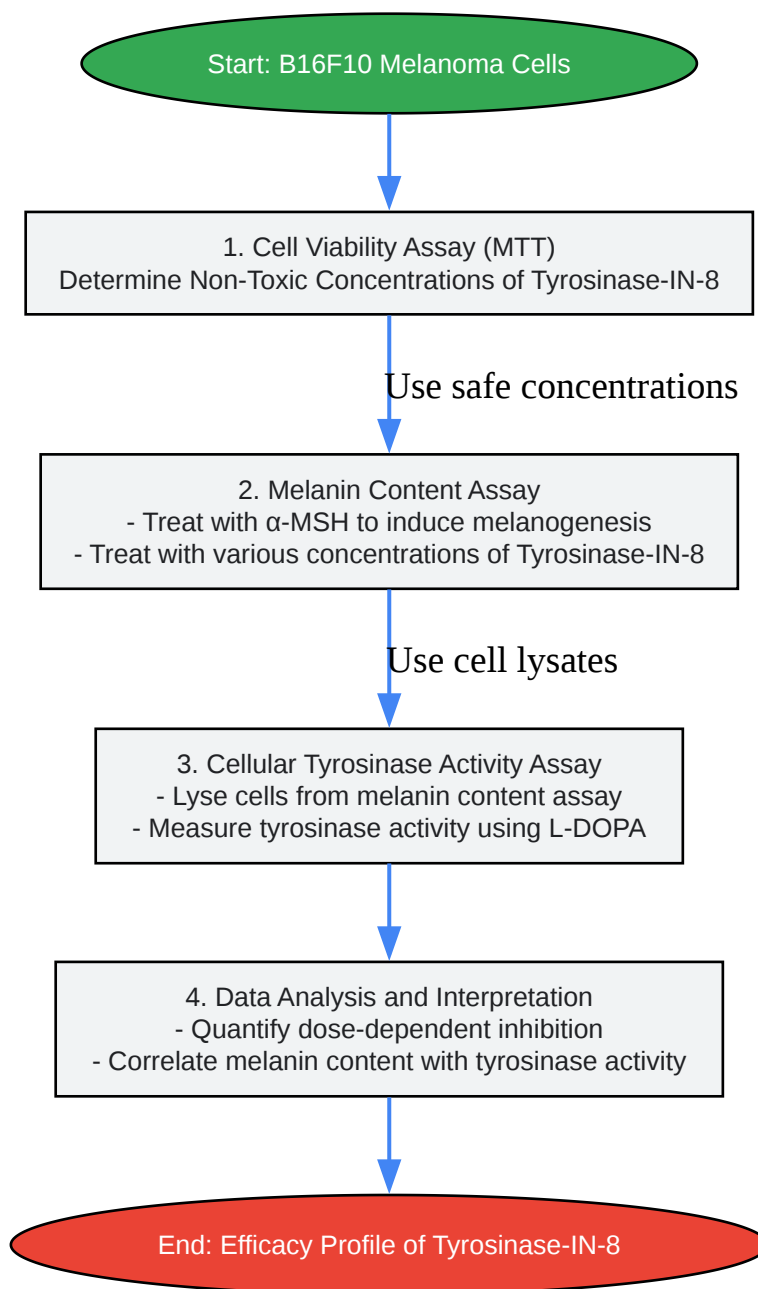 Start: B16F10 Melanoma Cells
1. Cell Viability Assay (MTT)
Determine Non-Toxic Concentrations of Tyrosinase-IN-8
Use safe concentrations
2. Melanin Content Assay
- Treat with α-MSH to induce melanogenesis
- Treat with various concentrations of Tyrosinase-IN-8
Use cell lysates
3. Cellular Tyrosinase Activity Assay
- Lyse cells from melanin content assay
- Measure tyrosinase activity using L-DOPA
4. Data Analysis and Interpretation
- Quantify dose-dependent inhibition
- Correlate melanin content with tyrosinase activity
End: Efficacy Profile of Tyrosinase-IN-8